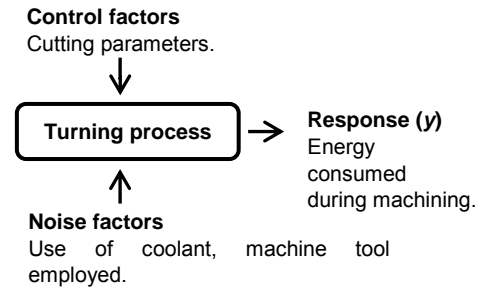 Control factors
Cutting parameters.
Turning process
Response (y)
Energy
consumed
during machining.
Noise factors
Use of coolant, machine tool
employed.